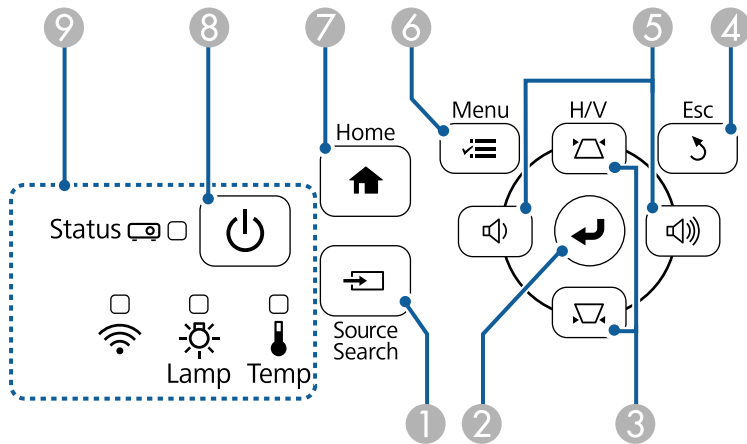 9 8 7 6 5 4
Menu H/V Esc
Home
Status
Source
Search
Lamp Temp
1 2 3